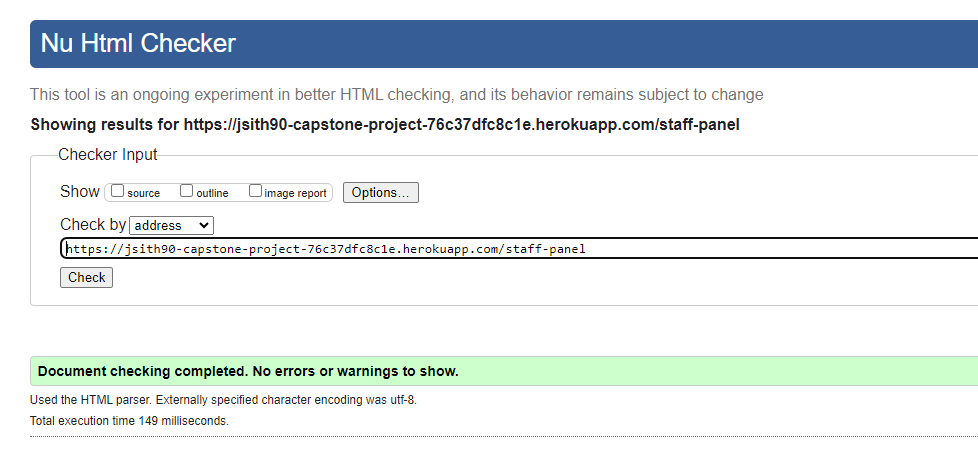 Nu Html Checker
This tool is an ongoing experiment in better HTML checking, and its behavior remains subject to change
Showing results for https://jsith90-capstone-project-76c37dfc8c1e.herokuapp.com/staff-panel
Checker Input
Show source outline image report Options...
Check by address
https://jsith90-capstone-project-76c37dfc8c1e.herokuapp.com/staff-panel
Check
Document checking completed. No errors or warnings to show.
Used the HTML parser. Externally specified character encoding was utf-8.
Total execution time 149 milliseconds.